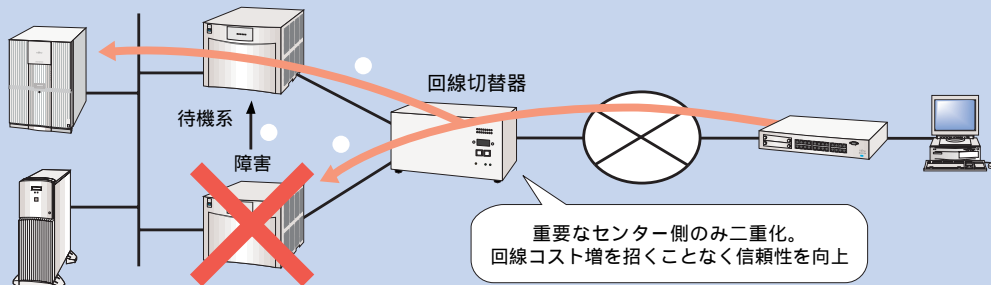 回線切替器
待機系
障害
重要なセンター側のみ二重化。
回線コスト増を招くことなく信頼性を向上